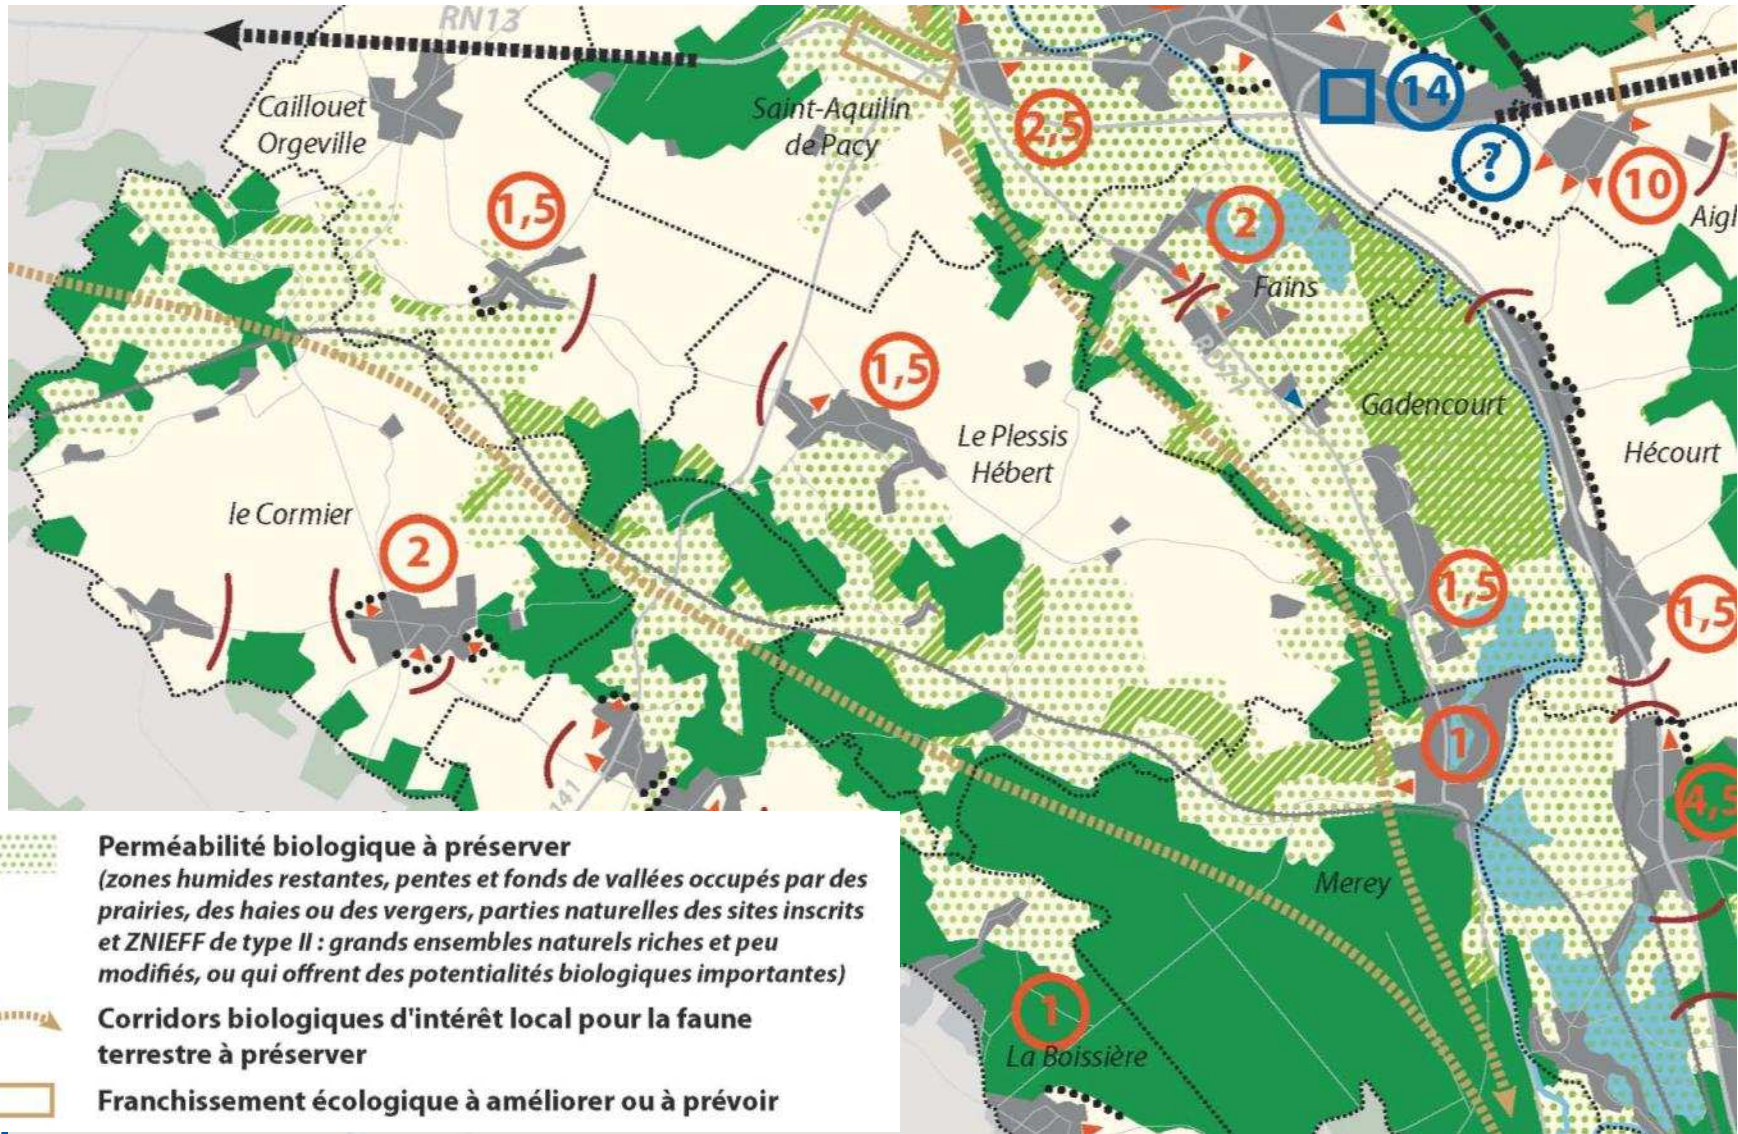 RN13
Caillouet
Orgeville
Saint-Aquilin
de Pacy
2,5
14
?
10
Aigl
1,5
2
Fains
1,5
Le Plessis
Hébert
Gadencourt
Hécourt
le Cormier
2
1,5
1,5
1
4,5
141
Merey
1
La Boissière
Perméabilité biologique à préserver
(zones humides restantes, pentes et fonds de vallées occupés par des
prairies, des haies ou des vergers, parties naturelles des sites inscrits
et ZNIEFF de type II : grands ensembles naturels riches et peu
modifiés, ou qui offrent des potentialités biologiques importantes)
Corridors biologiques d'intérêt local pour la faune
terrestre à préserver
Franchissement écologique à améliorer ou à prévoir